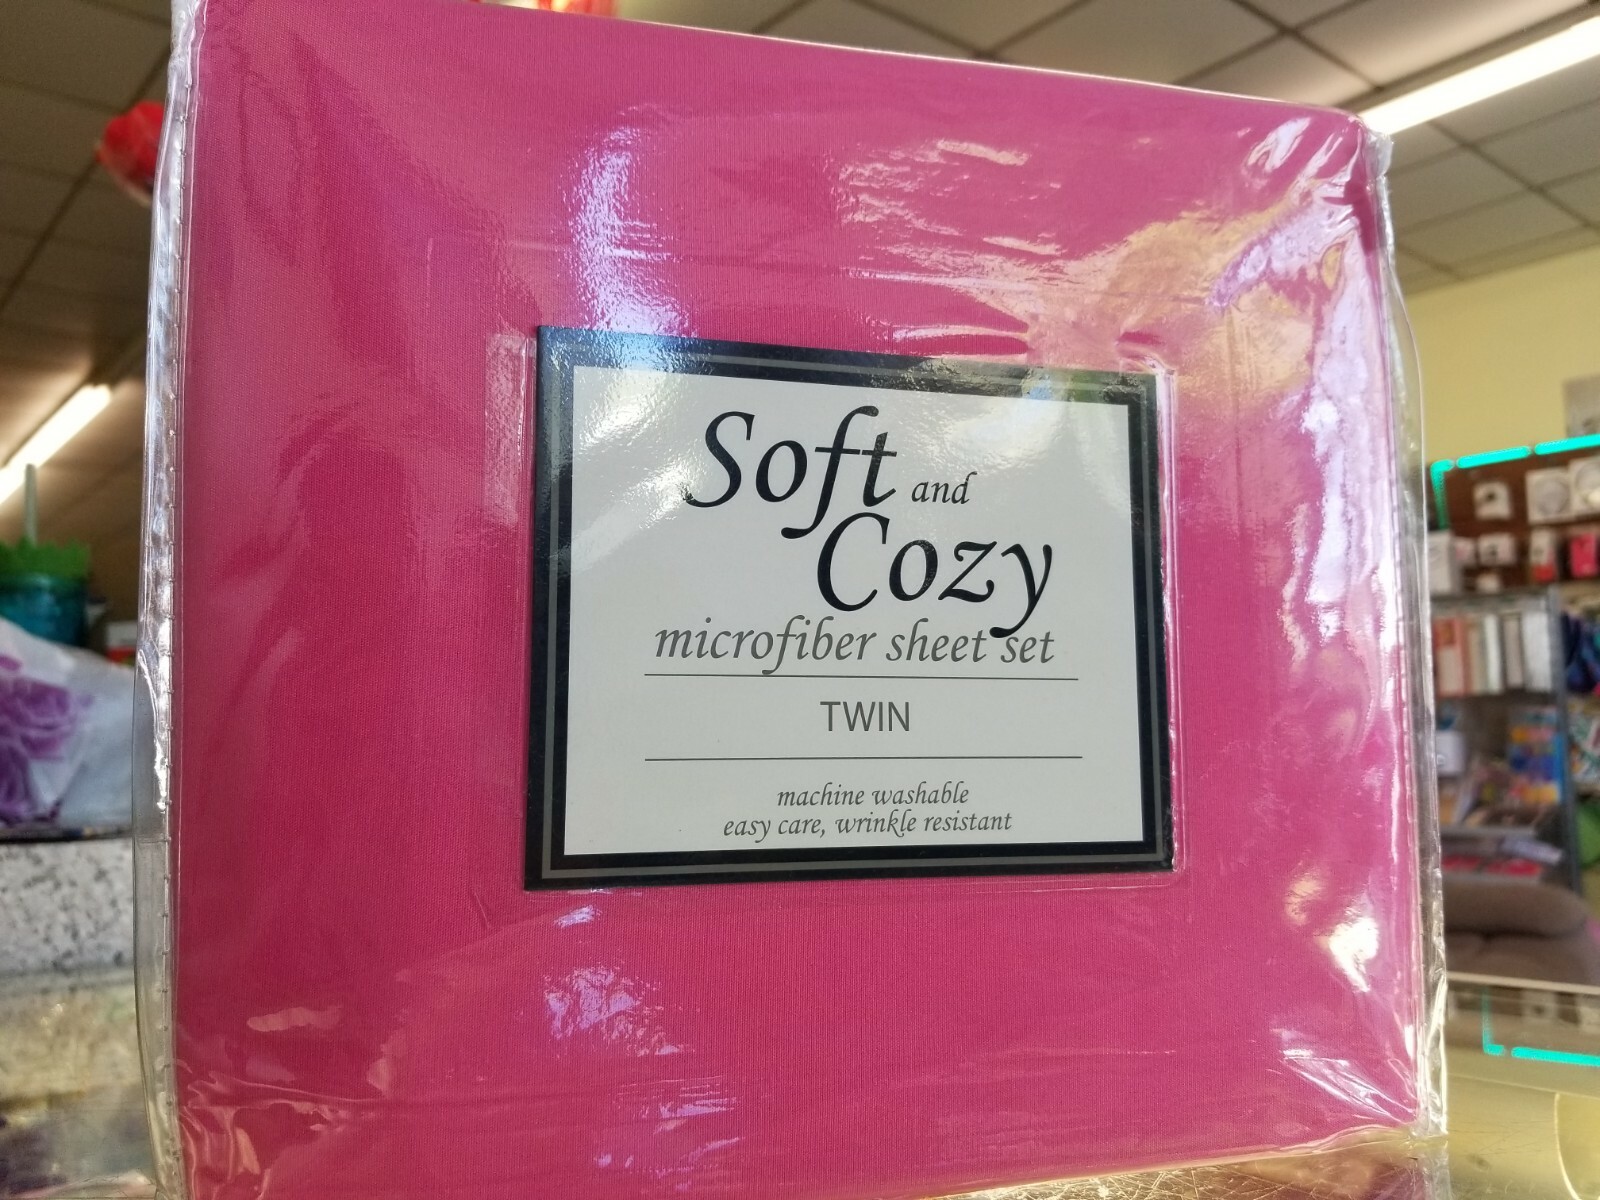 Soft and
Cozy
microfiber sheet set
TWIN
machine washable
easy care, wrinkle resistant